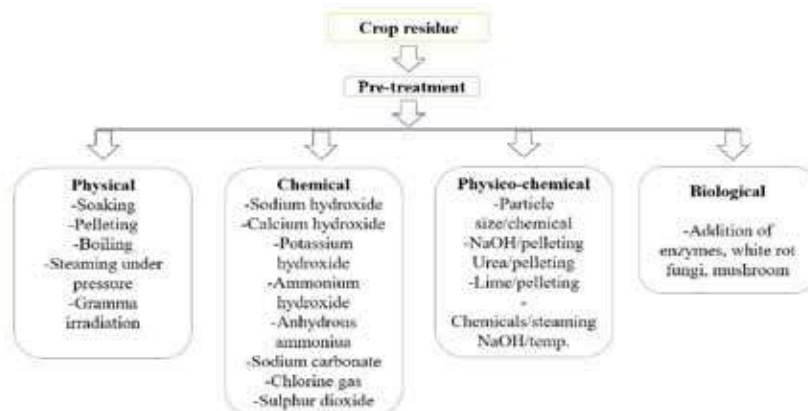 Crop residue
Pre-treatment
Physical
-Soaking
-Pelleting
-Boiling
-Steaming under
pressure
-Gramma
irradiation
Chemical
-Sodium hydroxide
-Calcium hydroxide
-Potassium
hydroxide
-Ammonium
hydroxide
-Anhydrous
ammonius
-Sodium carbonate
-Chlorine gas
-Sulphur dioxide
Physico-chemical
-Particle
size/chemical
-NaOH/pelleting
Urea/pelleting
-Lime/pelleting
-
Chemicals/steaming
NaOH/temp.
Biological
-Addition of
enzymes, white rot
fungi, mushroom